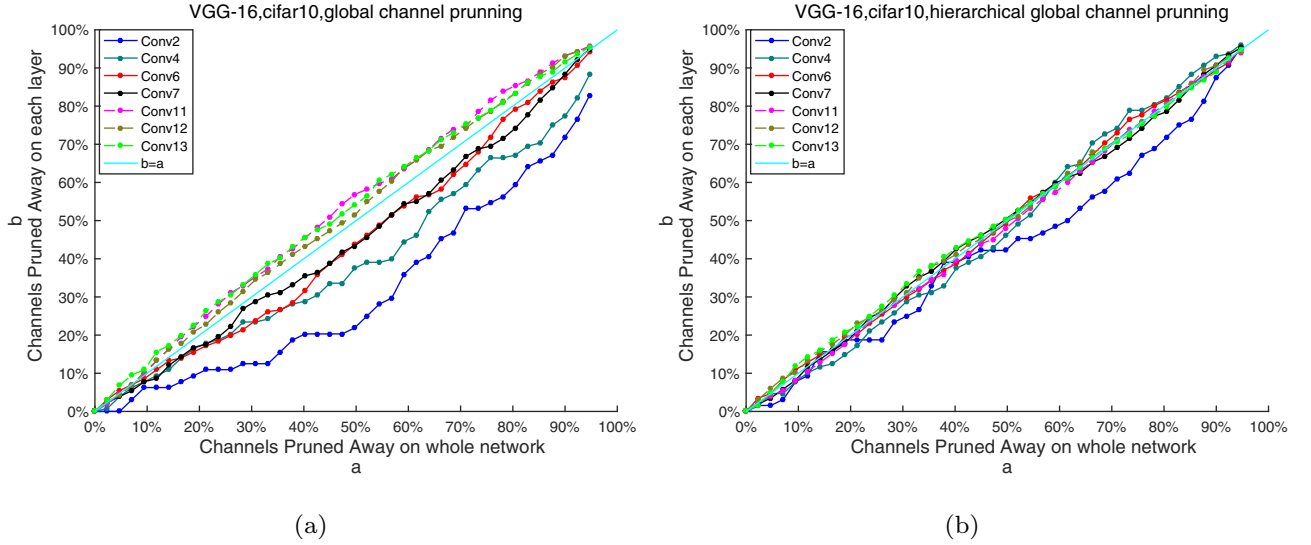 VGG-16,cifar10,global channel prunning
100%
90%
80%
70%
60%
50%
40%
30%
20%
10%
0%
b
Channels Pruned Away on each layer
Conv2
Conv4
Conv6
Conv7
Conv11
Conv12
Conv13
b=a
0% 10% 20% 30% 40% 50% 60% 70% 80% 90% 100%
Channels Pruned Away on whole network
a
(a)
VGG-16,cifar10,hierarchical global channel prunning
100%
90%
80%
70%
60%
50%
40%
30%
20%
10%
0%
b
Channels Pruned Away on each layer
Conv2
Conv4
Conv6
Conv7
Conv11
Conv12
Conv13
b=a
0% 10% 20% 30% 40% 50% 60% 70% 80% 90% 100%
Channels Pruned Away on whole network
a
(b)